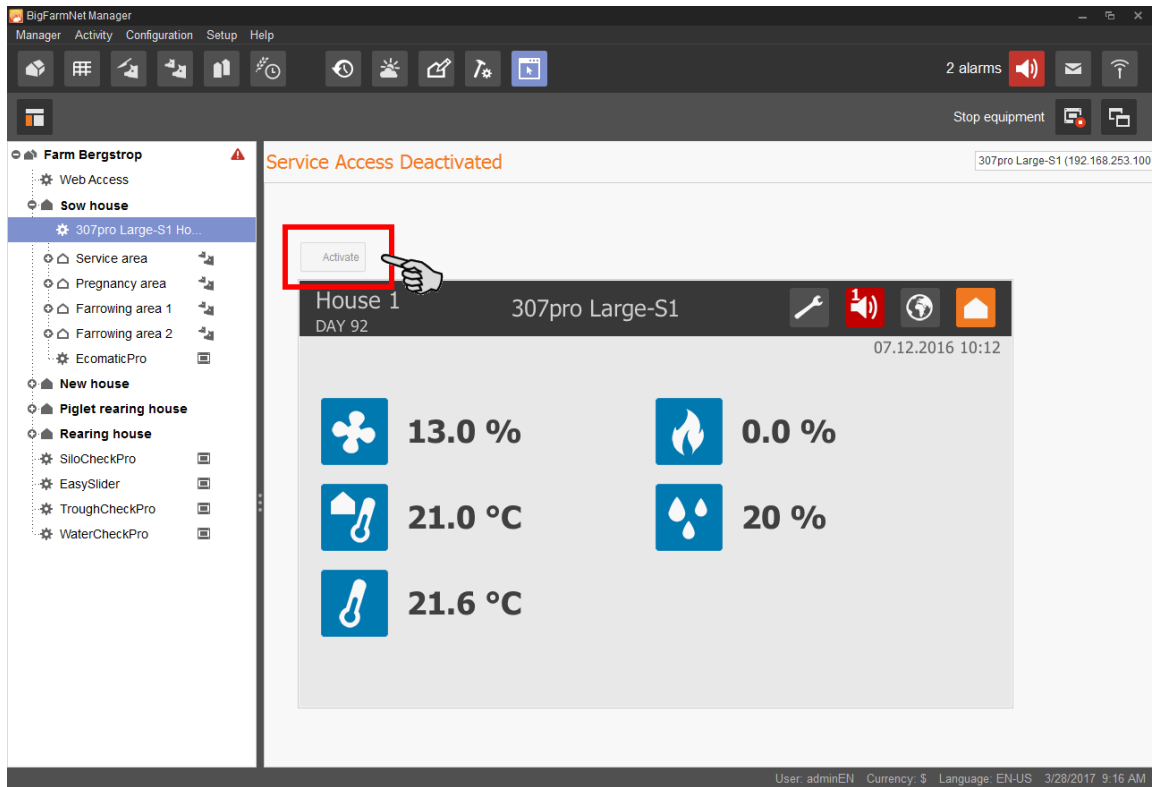 BigFarmNet Manager
Manager Activity Configuration Setup Help
2 alarms
Stop equipment
Farm Bergstrop
Web Access
Sow house
307pro Large-S1 Ho...
Service area
Pregnancy area
Farrowing area 1
Farrowing area 2
EcomaticPro
New house
Piglet rearing house
Rearing house
SiloCheckPro
EasySlider
TroughCheckPro
WaterCheckPro
Service Access Deactivated
307pro Large-S1 (192.168.253.100
Activate
House 1
DAY 92
307pro Large-S1
1
07.12.2016 10:12
13.0 %
0.0 %
21.0 °C
20 %
21.6 °C
User: adminEN Currency: $ Language: EN-US 3/28/2017 9:16 AM